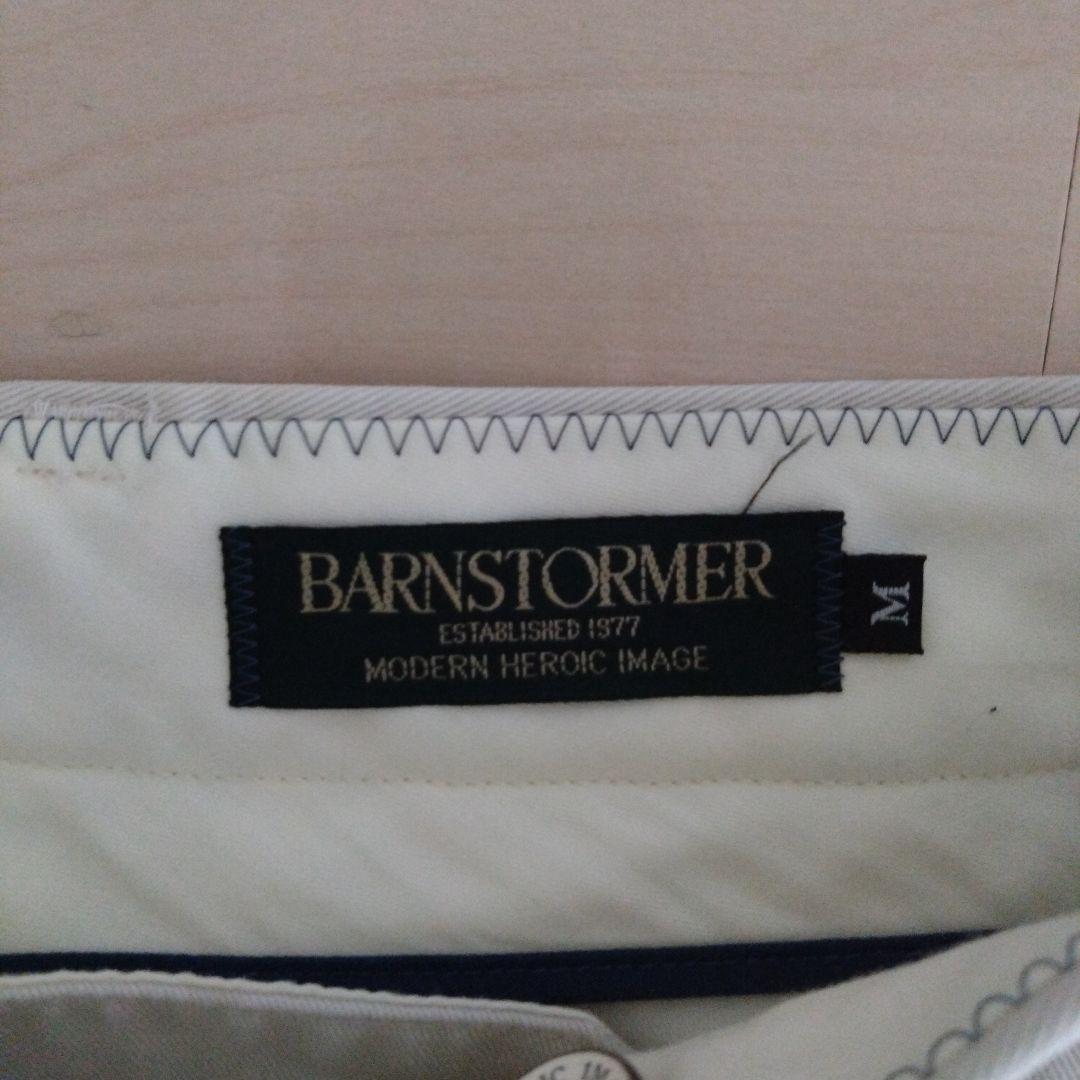 BARNSTORMER
ESTABLISHED 1977
MODERN HEROIC IMAGE
M